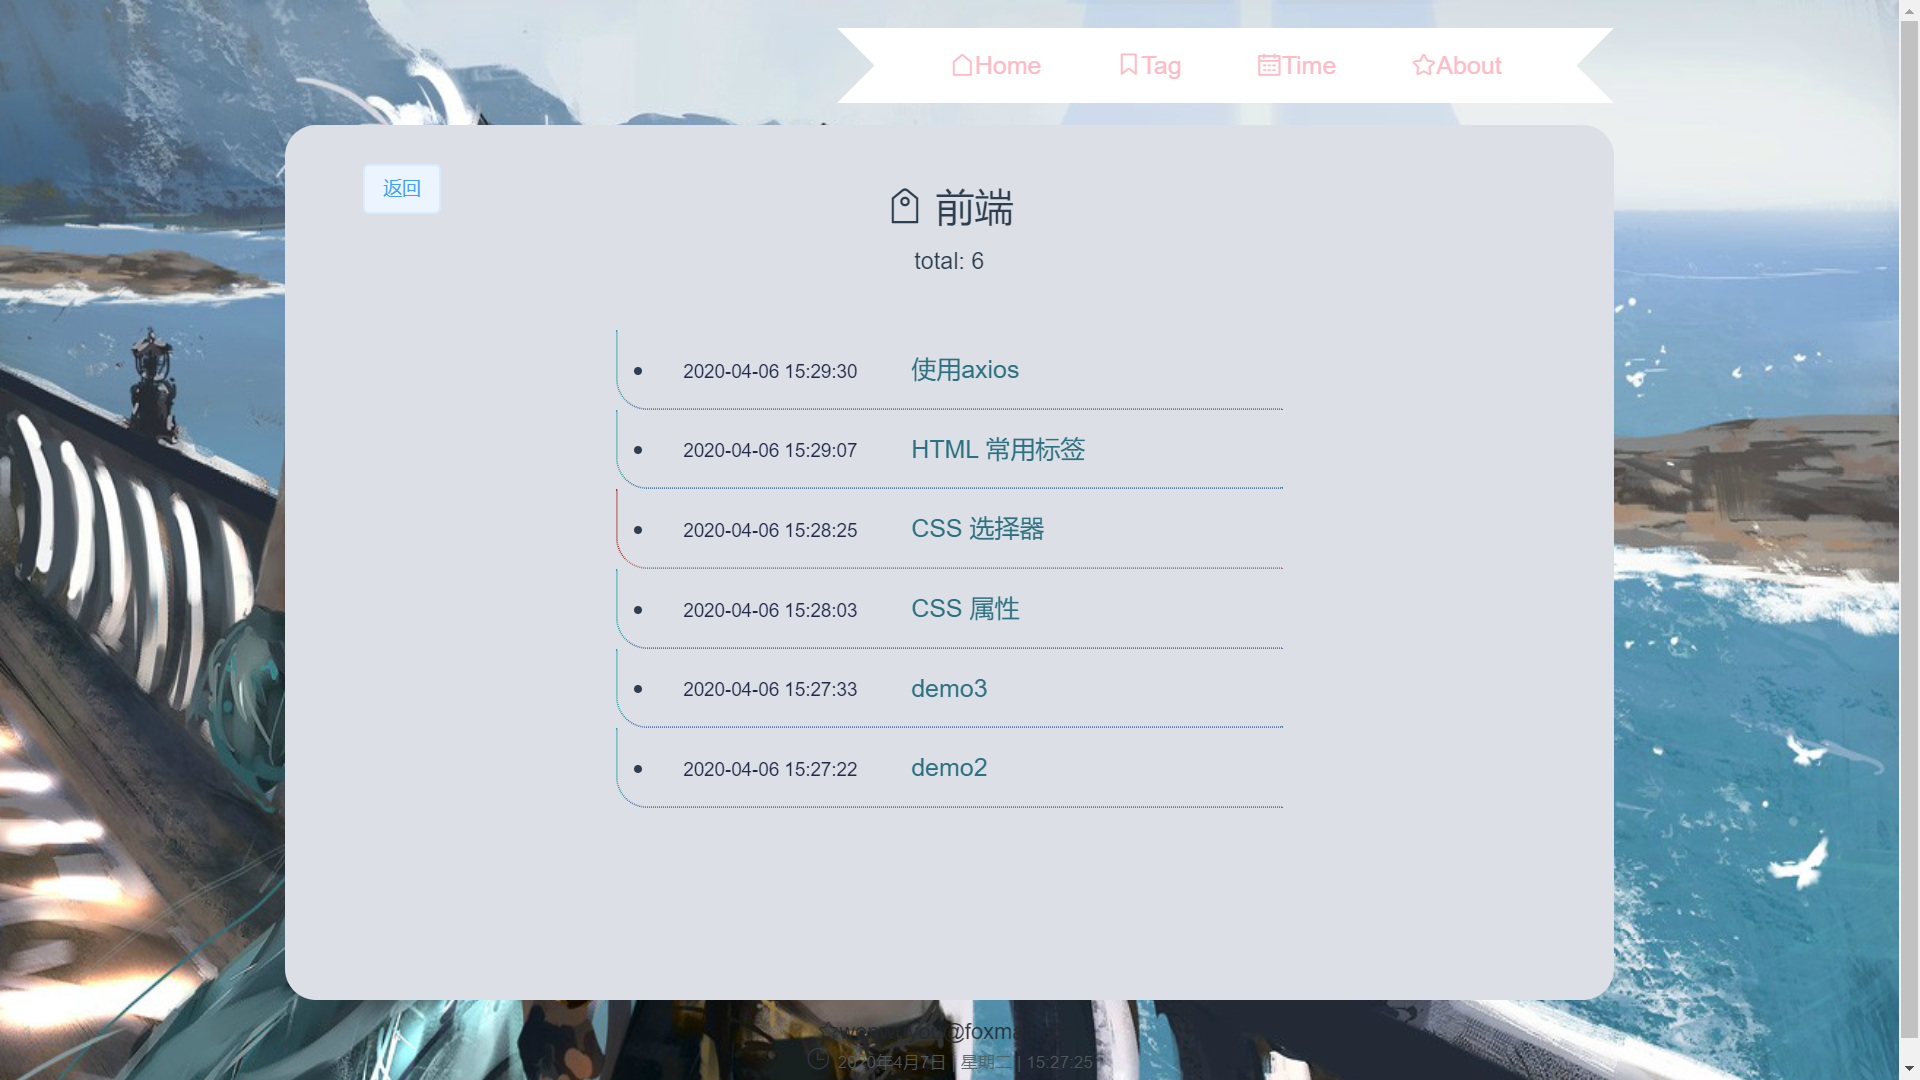 Home Tag Time About
返回
前端
total: 6
2020-04-06 15:29:30 使用axios
2020-04-06 15:29:07 HTML 常用标签
2020-04-06 15:28:25 CSS 选择器
2020-04-06 15:28:03 CSS 属性
2020-04-06 15:27:33 demo3
2020-04-06 15:27:22 demo2
2020年4月7日 | 星期二 | 15:27:25